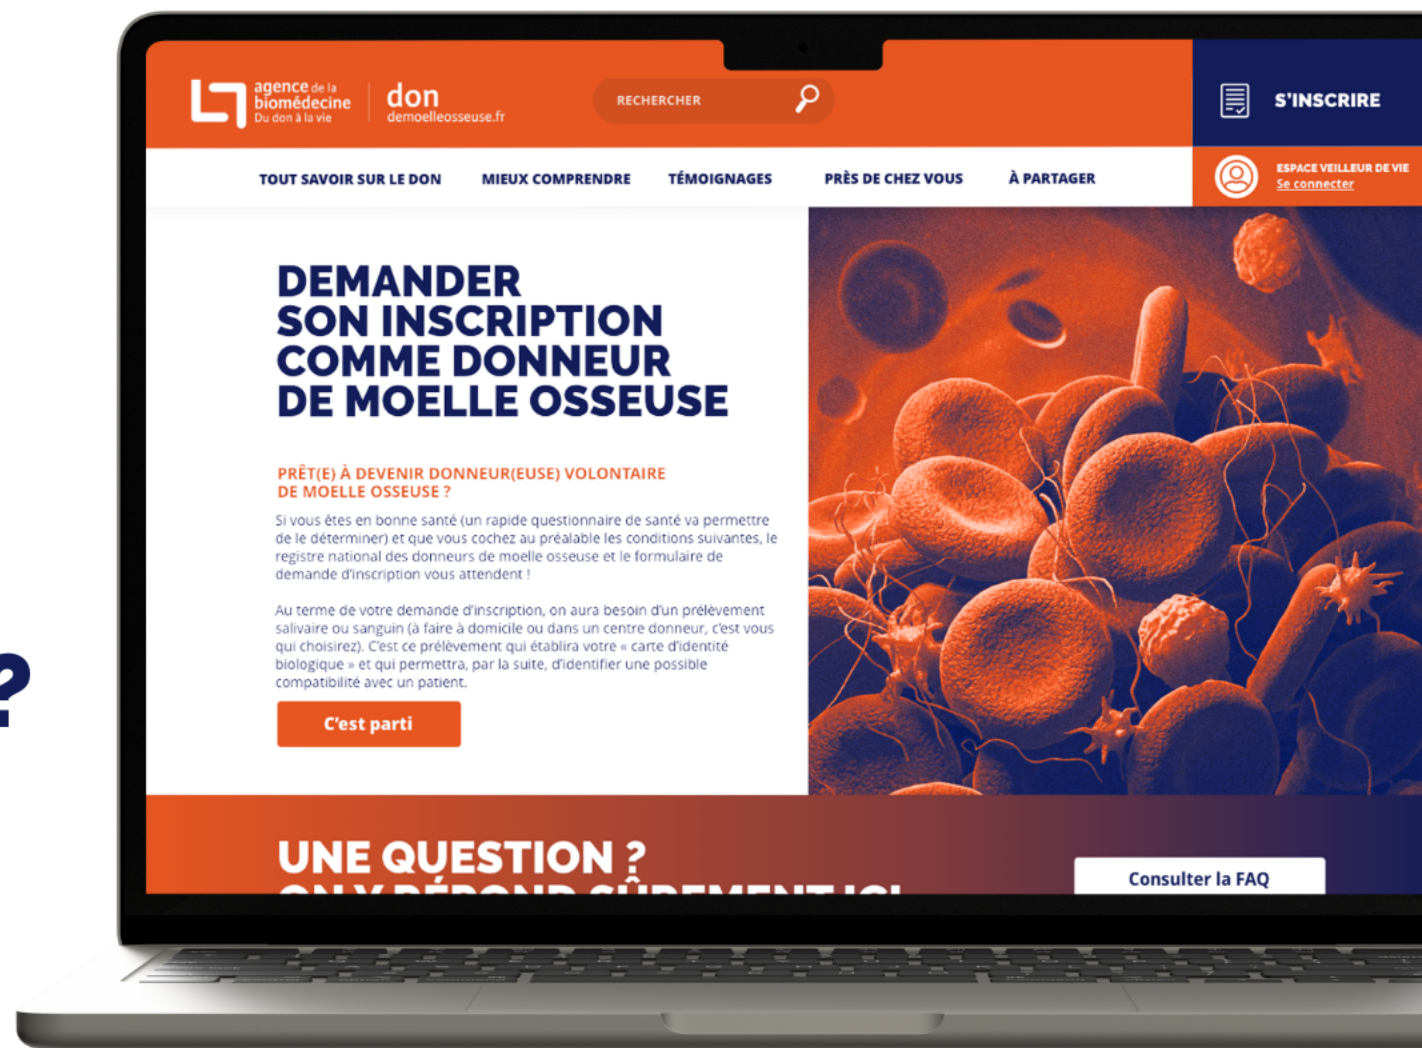 agence de la
biomédecine
Du don à la vie
don
demoelleosseuse.fr
RECHERCHER
S'INSCRIRE
TOUT SAVOIR SUR LE DON
MIEUX COMPRENDRE
TÉMOIGNAGES
PRÈS DE CHEZ VOUS
À PARTAGER
ESPACE VEILLEUR DE VIE
Se connecter
DEMANDER
SON INSCRIPTION
COMME DONNEUR
DE MOELLE OSSEUSE
PRÊT(E) À DEVENIR DONNEUR(EUSE) VOLONTAIRE
DE MOELLE OSSEUSE ?
Si vous êtes en bonne santé (un rapide questionnaire de santé va permettre
de le déterminer) et que vous cochez au préalable les conditions suivantes, le
registre national des donneurs de moelle osseuse et le formulaire de
demande d'inscription vous attendent !
Au terme de votre demande d'inscription, on aura besoin d'un prélèvement
salivaire ou sanguin (à faire à domicile ou dans un centre donneur, c'est vous
qui choisirez). C'est ce prélèvement qui établira votre « carte d'identité
biologique » et qui permettra, par la suite, d'identifier une possible
compatibilité avec un patient.
?
C'est parti
UNE QUESTION ?
ON Y RÉPOND SÛREMENT ICI
Consulter la FAQ